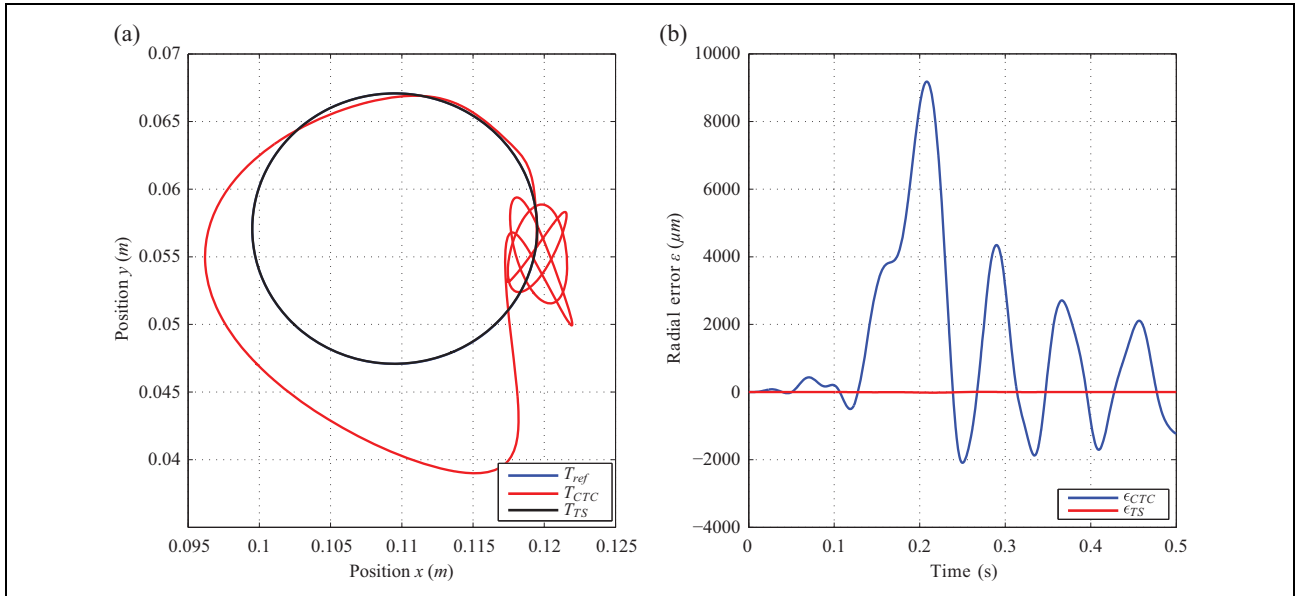 (a)
0.07
0.065
0.06
0.055
0.05
0.045
0.04
Position y (m)
0.095
0.1
0.105
0.11
0.115
0.12
0.125
Position x (m)
T_ref
T_CTC
T_TS
(b)
10000
8000
6000
4000
2000
0
−2000
−4000
Radial error ε (μm)
0
0.1
0.2
0.3
0.4
0.5
Time (s)
ϵ_CTC
ϵ_TS